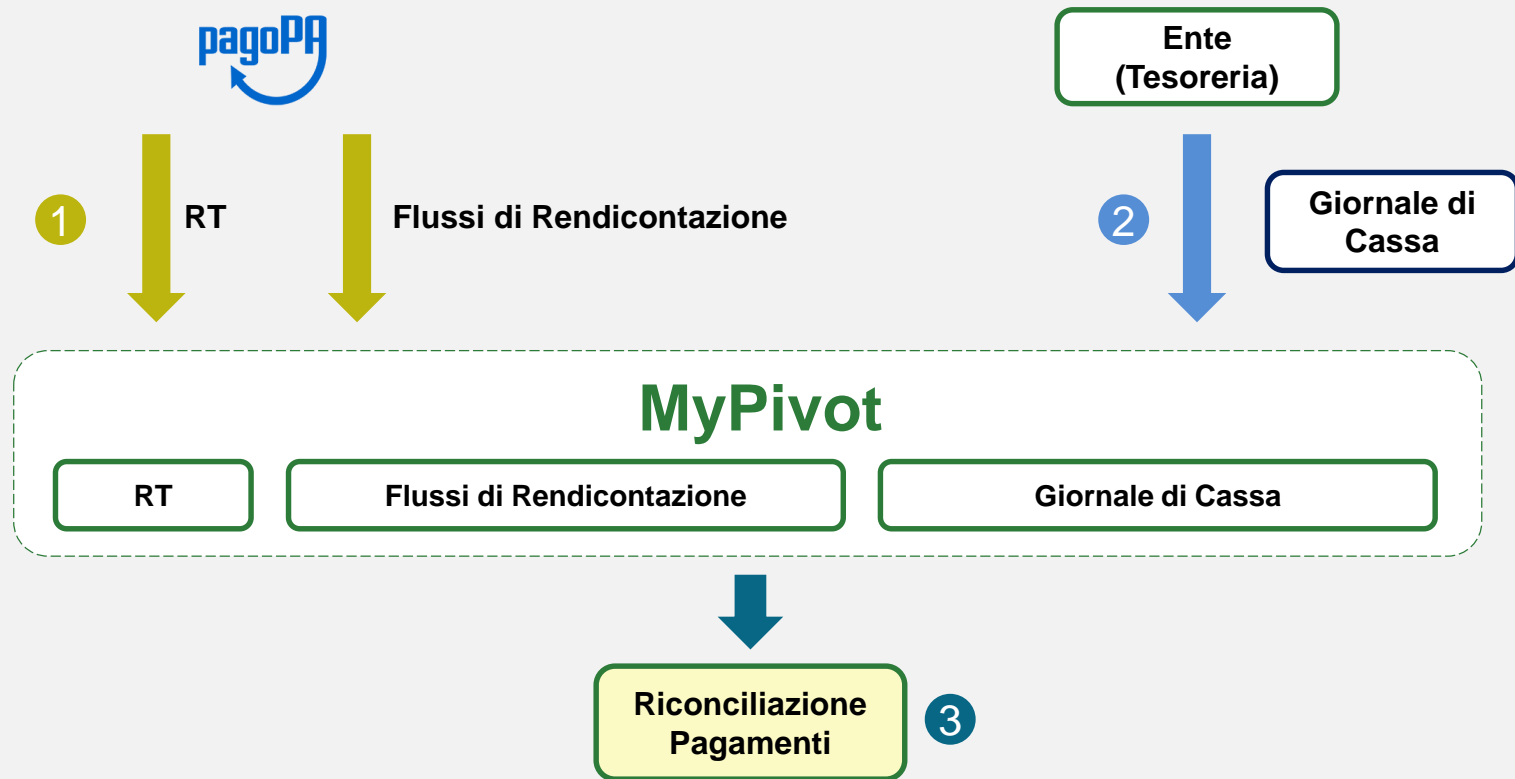 pagoPA
Ente
(Tesoreria)
1
RT
Flussi di Rendicontazione
2
Giornale di
Cassa
MyPivot
RT
Flussi di Rendicontazione
Giornale di Cassa
Riconciliazione
Pagamenti
3